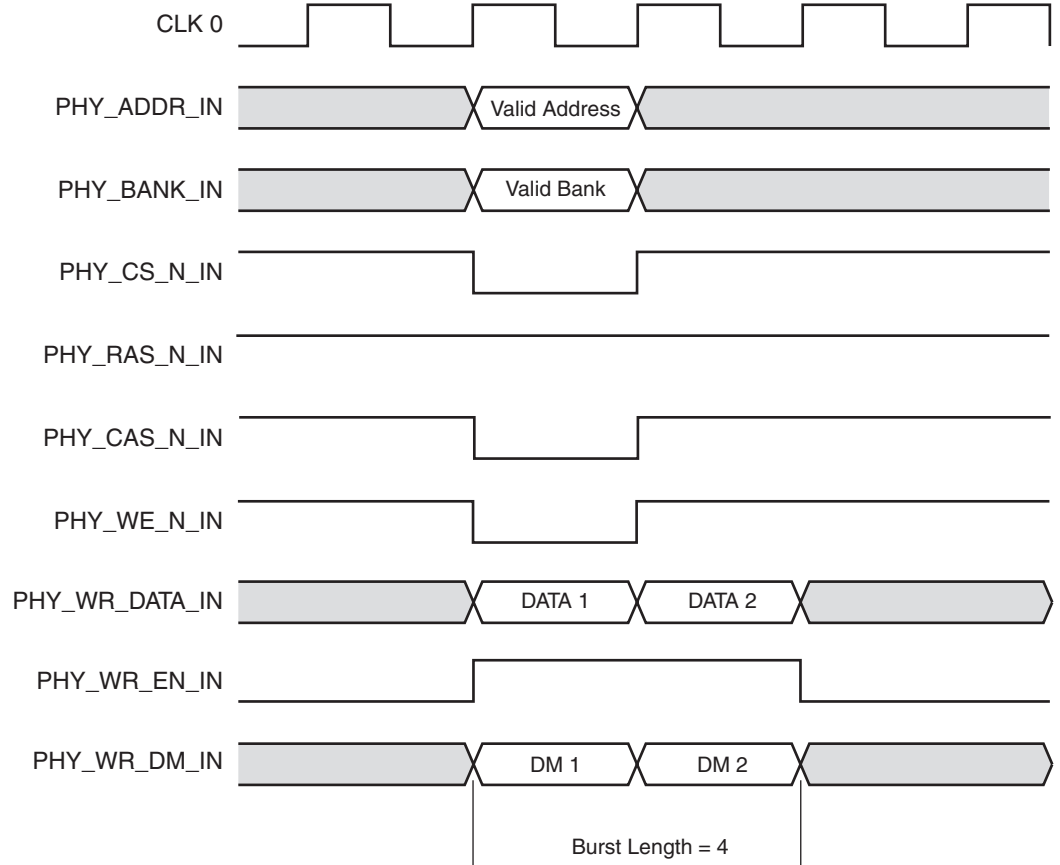 CLK 0
PHY_ADDR_IN Valid Address
PHY_BANK_IN Valid Bank
PHY_CS_N_IN
PHY_RAS_N_IN
PHY_CAS_N_IN
PHY_WE_N_IN
PHY_WR_DATA_IN DATA 1 DATA 2
PHY_WR_EN_IN
PHY_WR_DM_IN DM 1 DM 2
Burst Length = 4